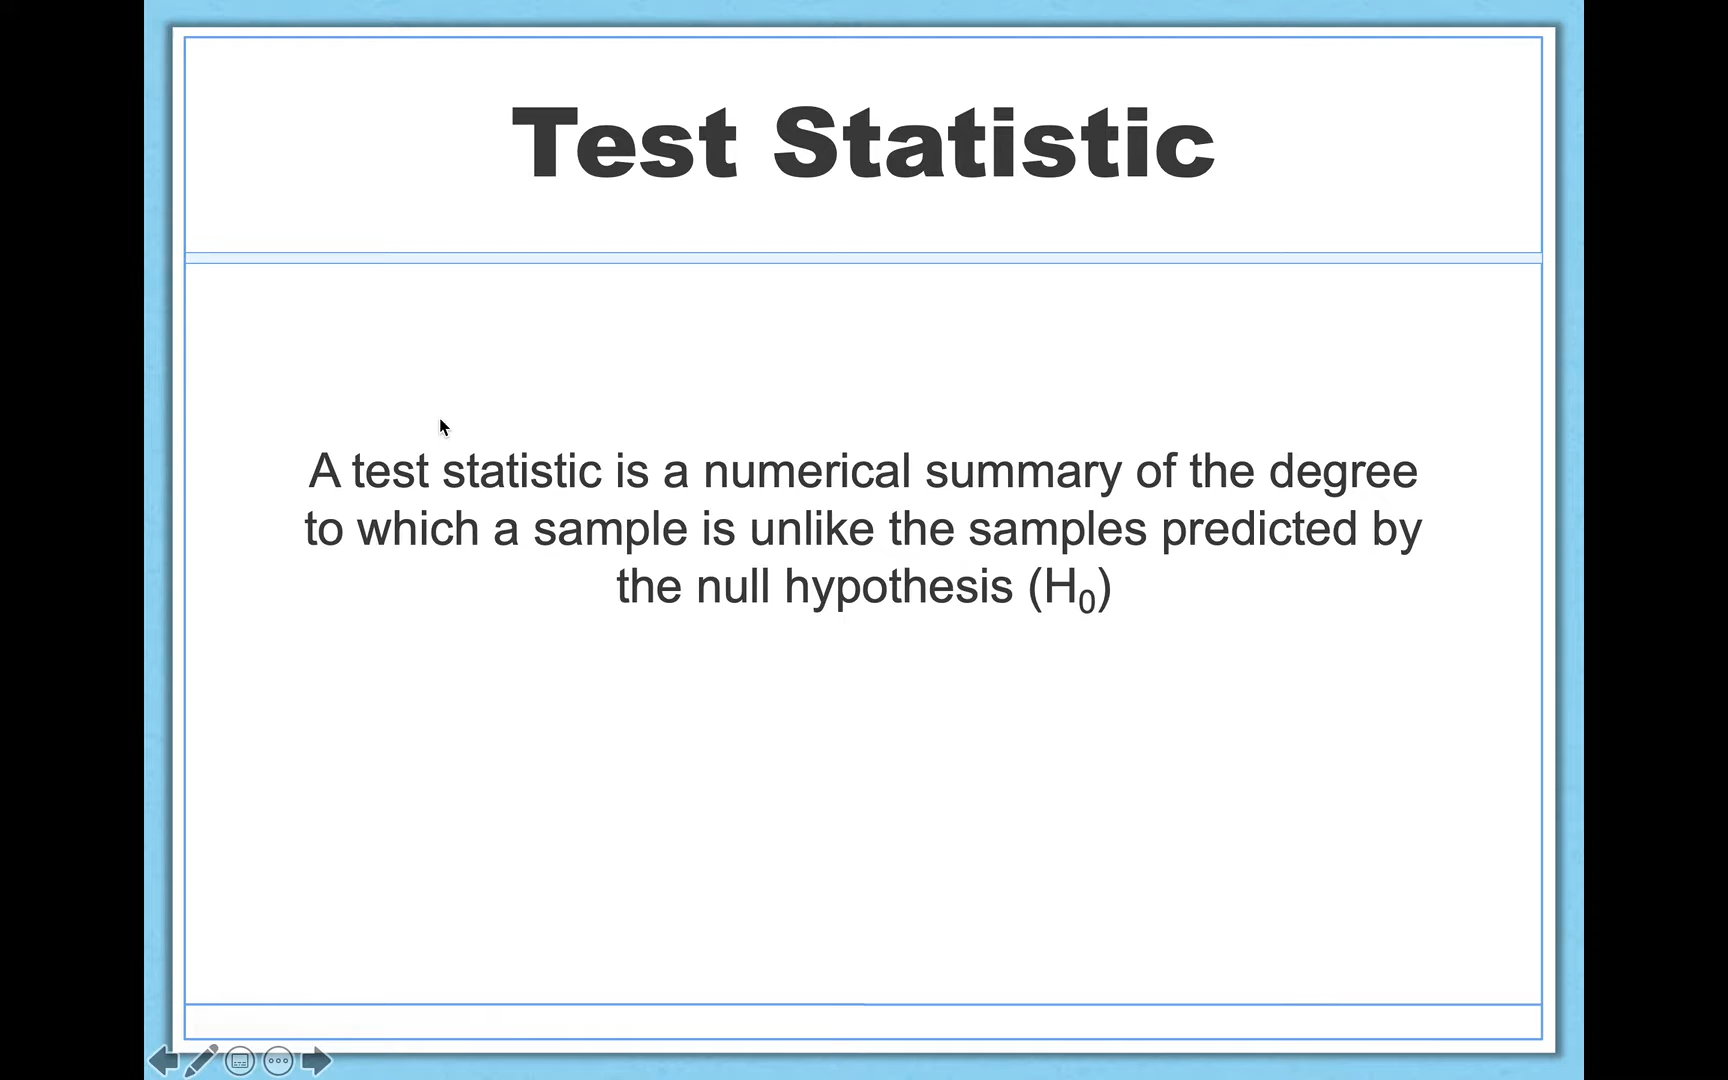 Test Statistic
A test statistic is a numerical summary of the degree
to which a sample is unlike the samples predicted by
the null hypothesis (H₀)